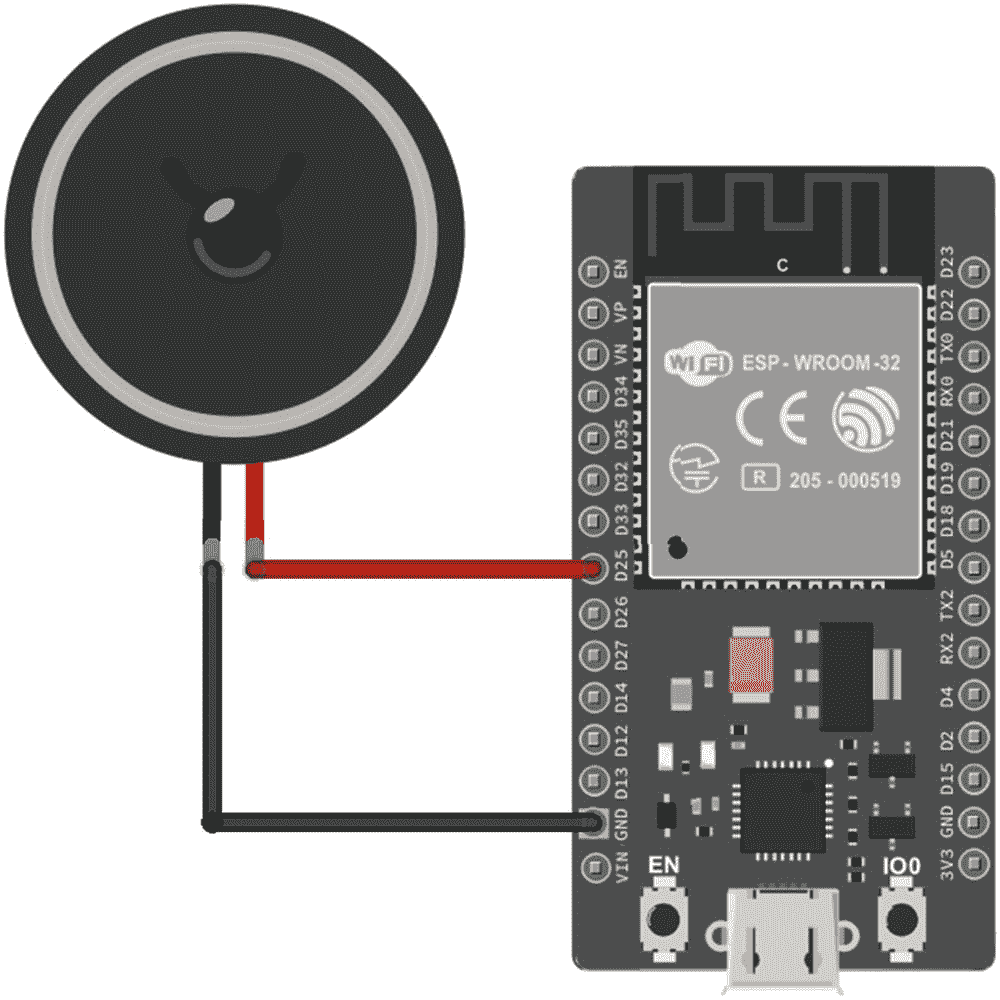 C
EN
VP
VN
D34
D35
D32
D33
D25
D26
D27
D14
D12
D13
GND
VIN
WiFi ESP - WROOM -32
CE
R 205 - 000519
D23
D22
TX0
RX0
D21
D19
D18
D5
TX2
RX2
D4
D2
D15
GND
3V3
EN
IO0